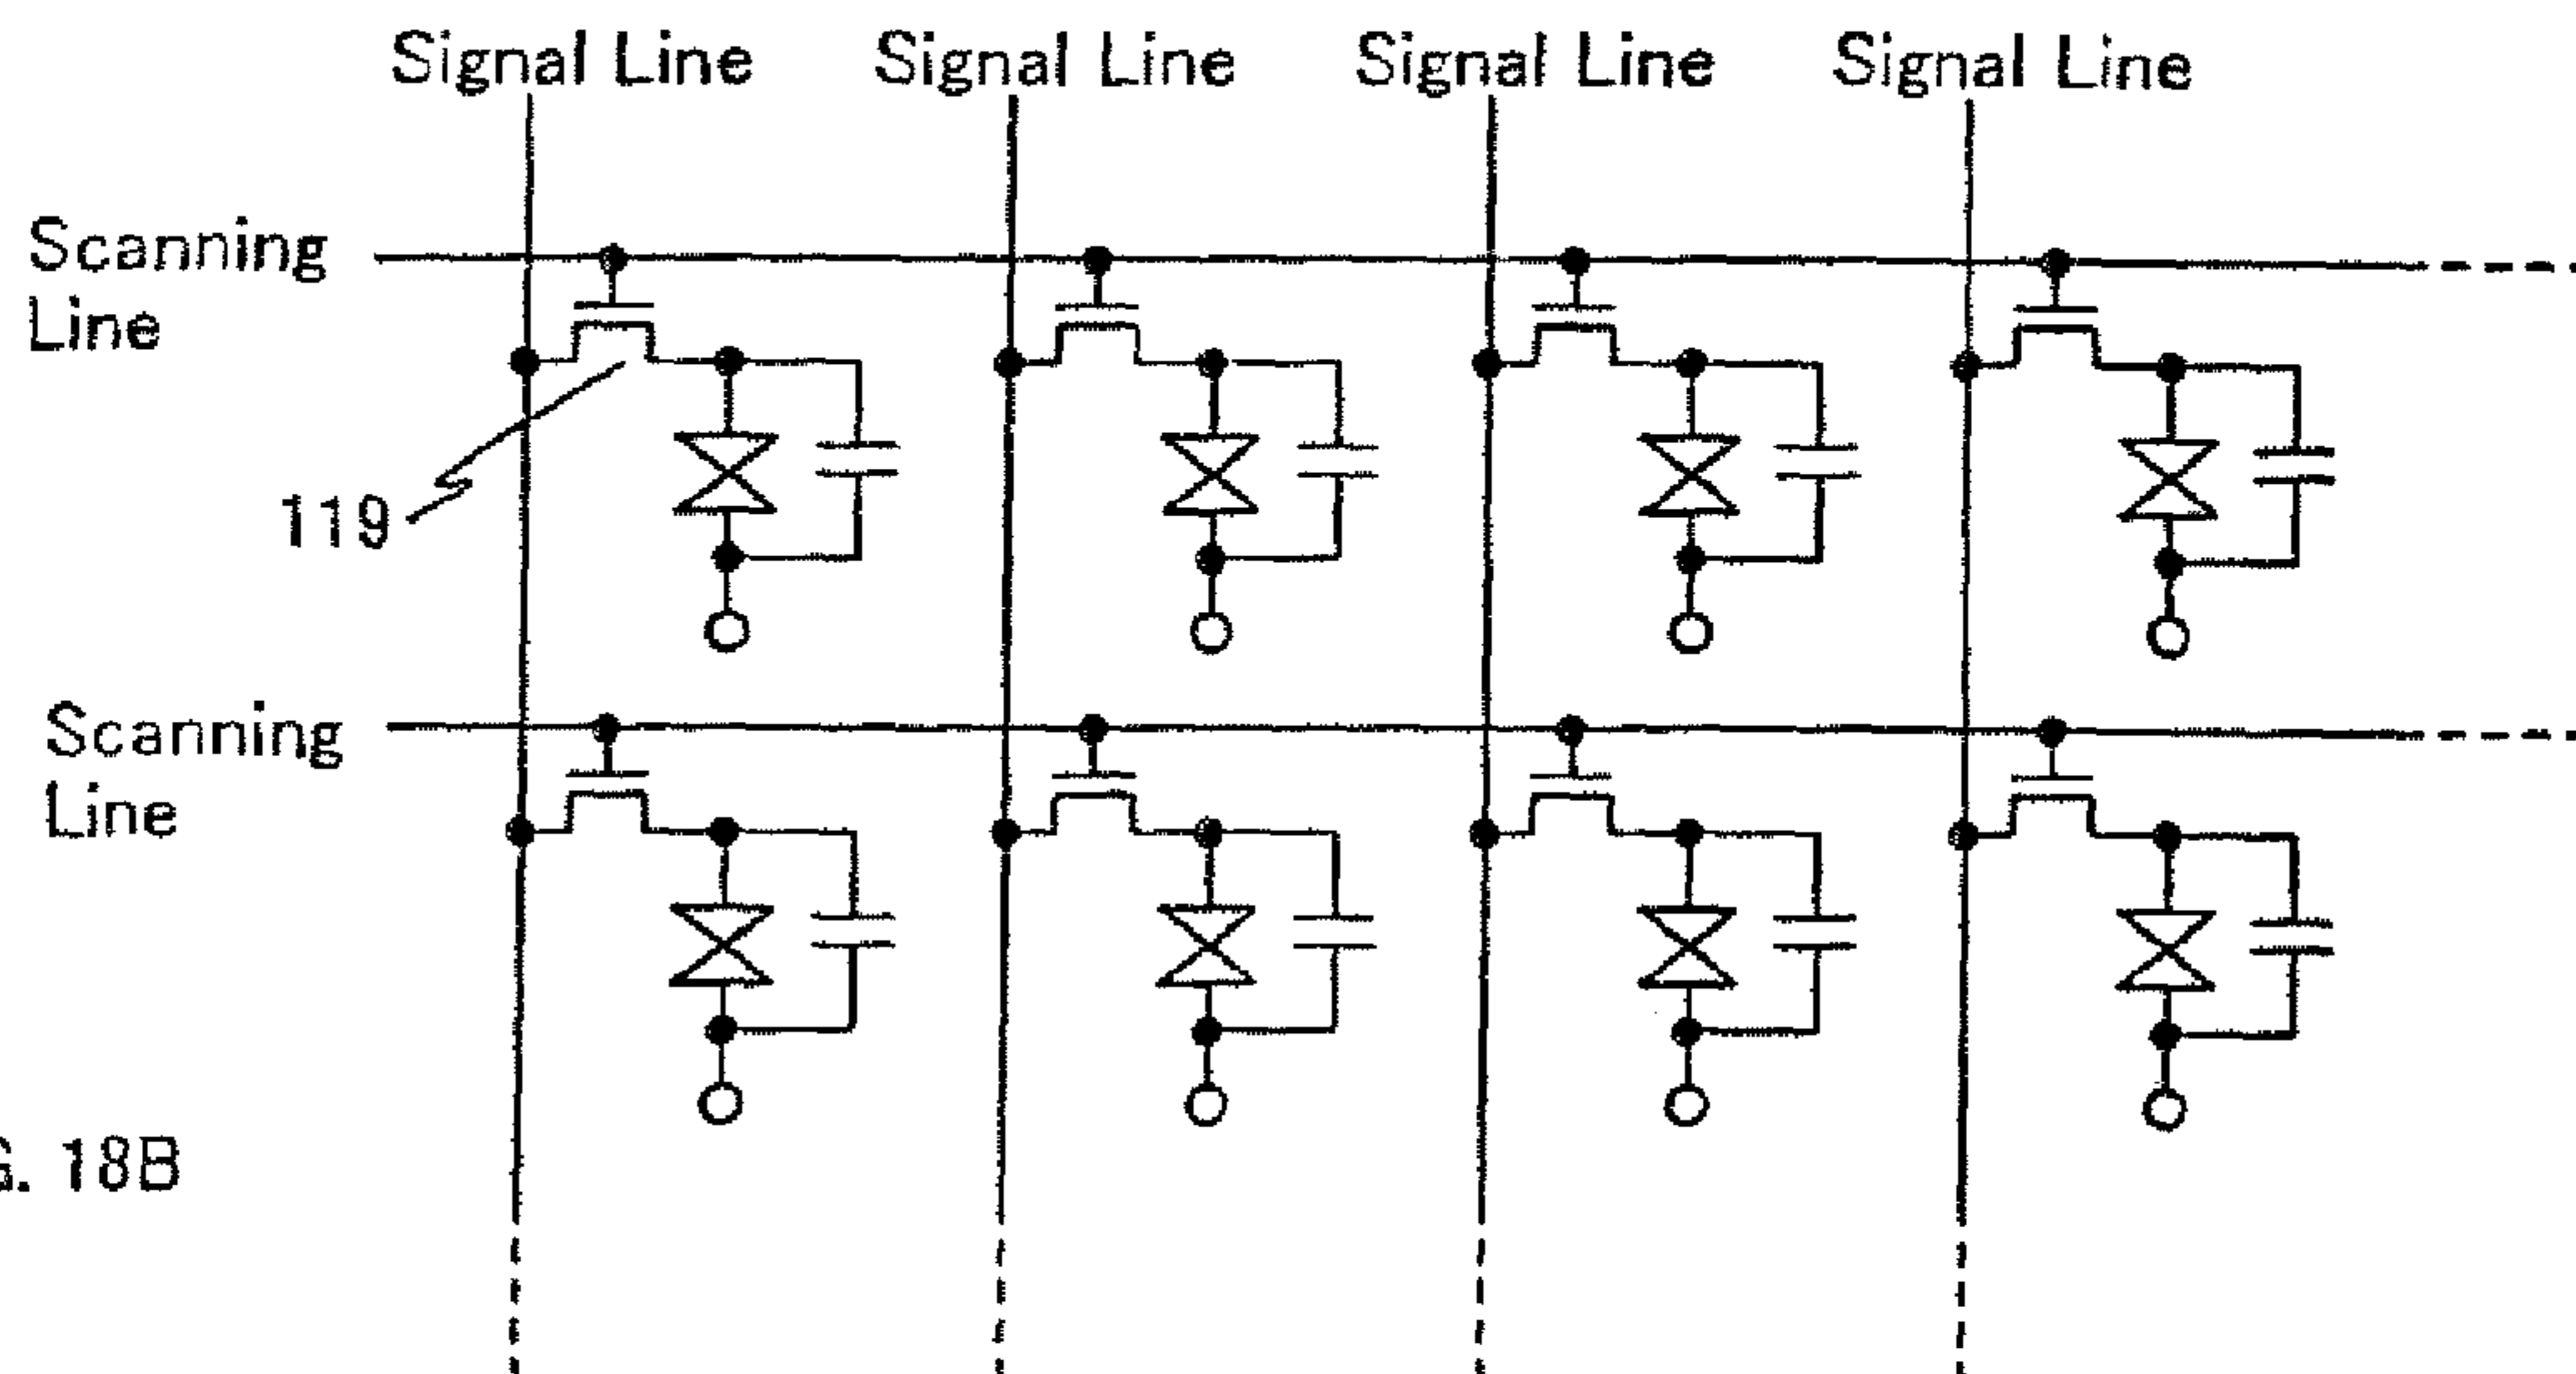 Signal Line Signal Line Signal Line Signal Line
Scanning
Line
119
Scanning
Line
G. 18B